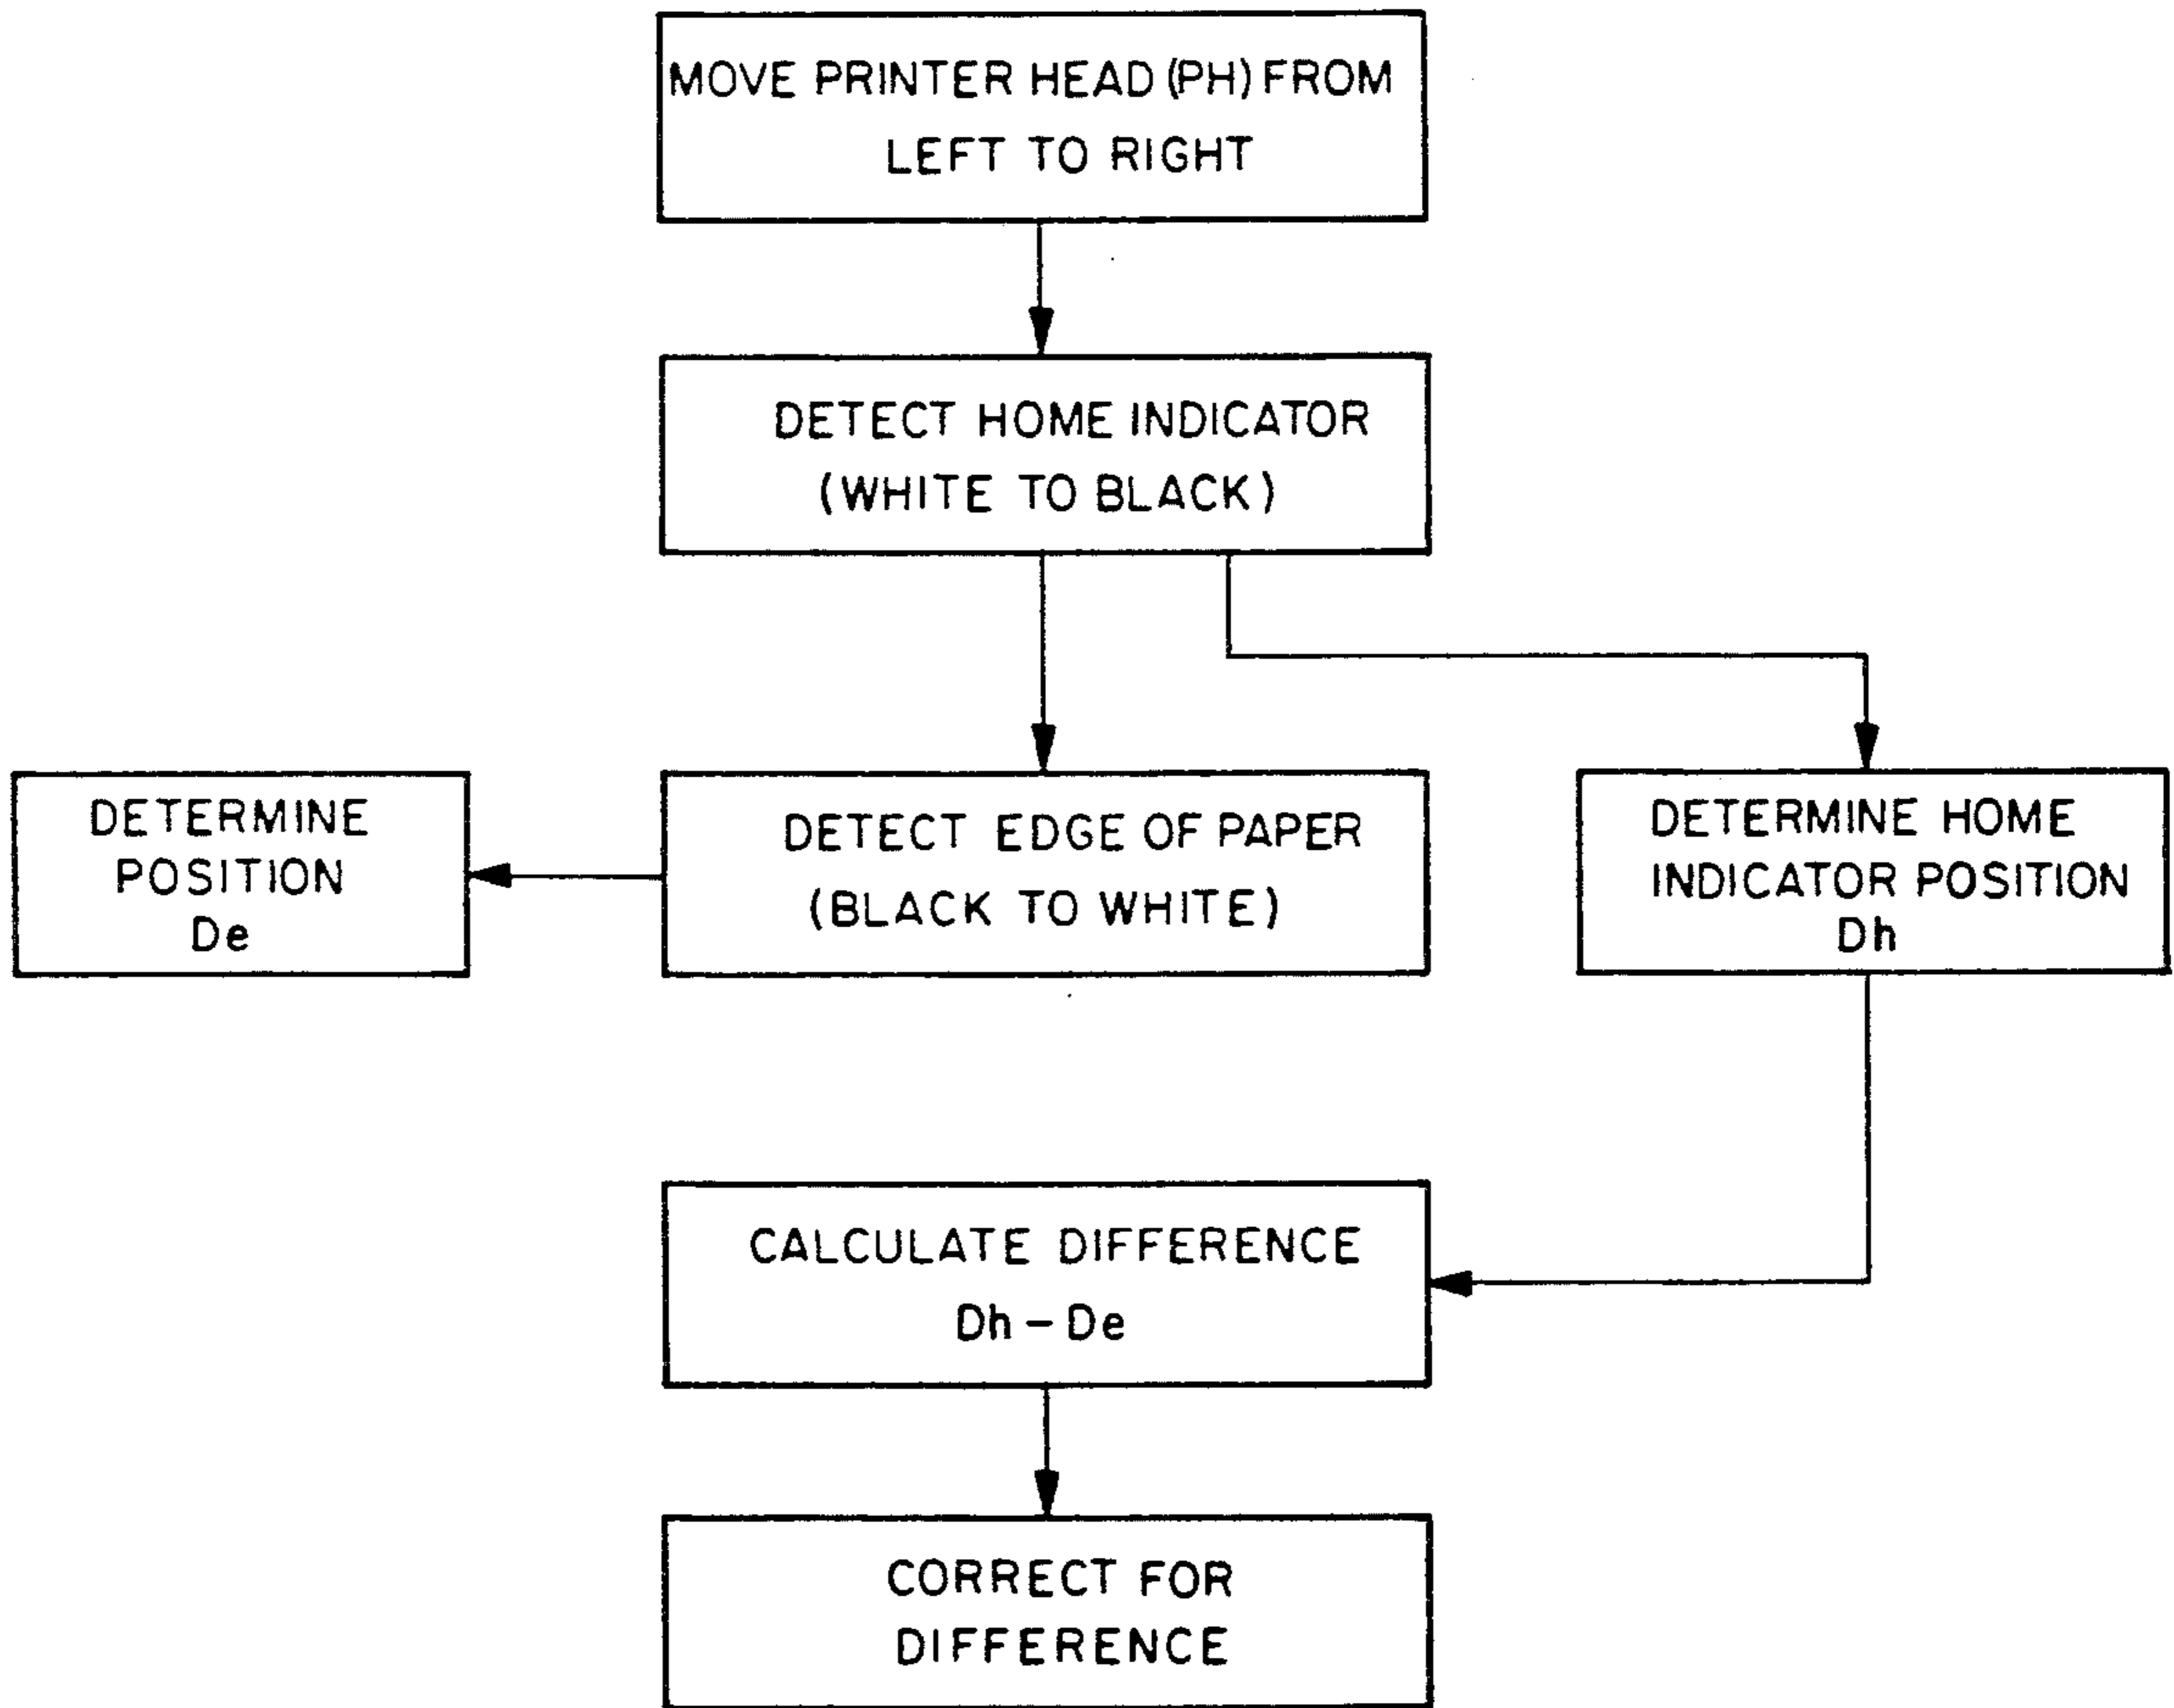 MOVE PRINTER HEAD (PH) FROM
LEFT TO RIGHT
DETECT HOME INDICATOR
(WHITE TO BLACK)
DETERMINE
POSITION
De
DETECT EDGE OF PAPER
(BLACK TO WHITE)
DETERMINE HOME
INDICATOR POSITION
Dh
CALCULATE DIFFERENCE
Dh – De
CORRECT FOR
DIFFERENCE